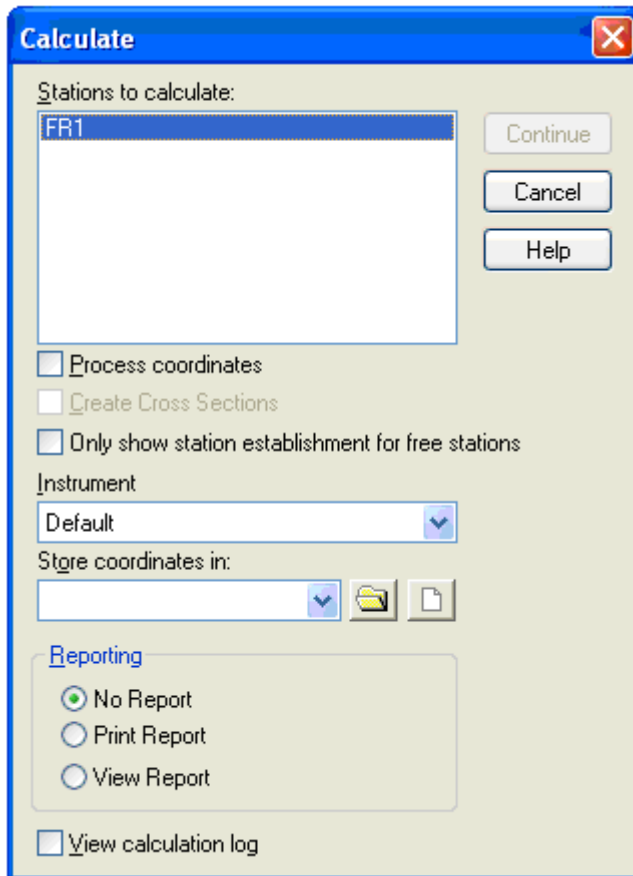 Calculate
Stations to calculate:
FR1
Continue
Cancel
Help
Process coordinates
Create Cross Sections
Only show station establishment for free stations
Instrument
Default
Store coordinates in:
Reporting
No Report
Print Report
View Report
View calculation log